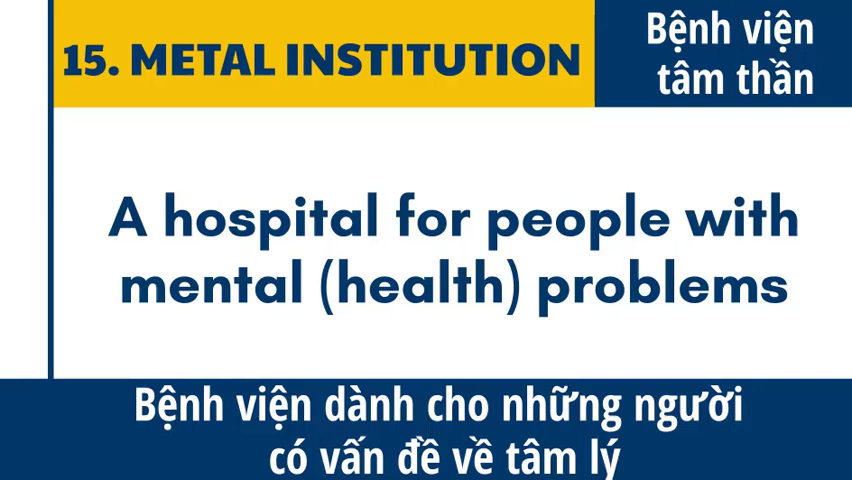 15. METAL INSTITUTION
Bệnh viện
tâm thần
A hospital for people with
mental (health) problems
Bệnh viện dành cho những người
có vấn đề về tâm lý